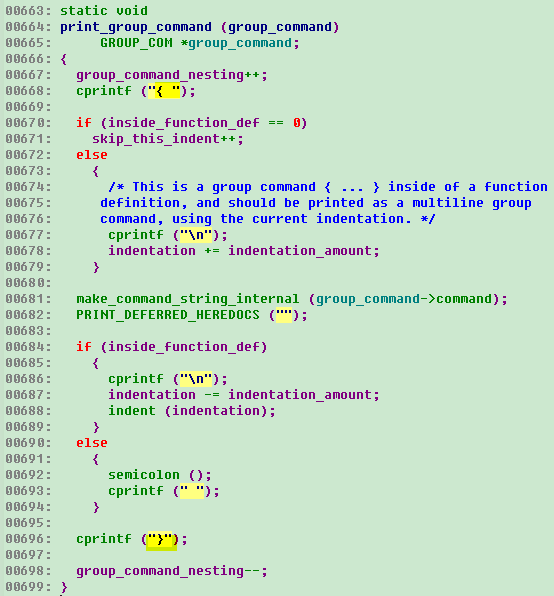 00663: static void
00664: print_group_command (group_command)
00665:      GROUP_COM *group_command;
00666: {
00667:   group_command_nesting++;
00668:   cprintf ("{ ");
00669:
00670:   if (inside_function_def == 0)
00671:     skip_this_indent++;
00672:   else
00673:     {
00674:       /* This is a group command { ... } inside of a function
00675:      definition, and should be printed as a multiline group
00676:      command, using the current indentation. */
00677:       cprintf ("\n");
00678:       indentation += indentation_amount;
00679:     }
00680:
00681:   make_command_string_internal (group_command->command);
00682:   PRINT_DEFERRED_HEREDOCS ("");
00683:
00684:   if (inside_function_def)
00685:     {
00686:       cprintf ("\n");
00687:       indentation -= indentation_amount;
00688:       indent (indentation);
00689:     }
00690:   else
00691:     {
00692:       semicolon ();
00693:       cprintf (" ");
00694:     }
00695:
00696:   cprintf ("}");
00697:
00698:   group_command_nesting--;
00699: }